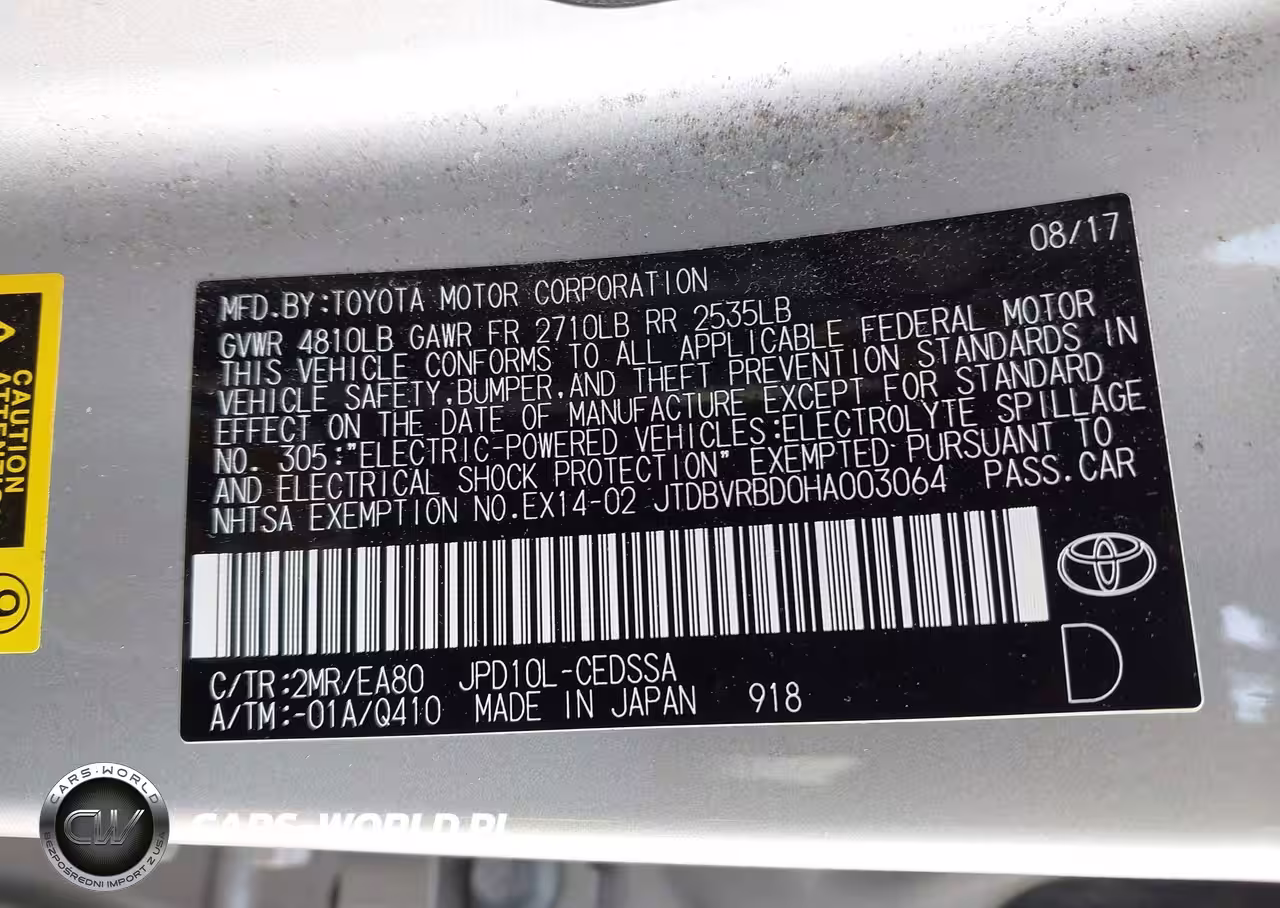 08/17
MFD.BY:TOYOTA MOTOR CORPORATION
GVWR 4810LB GAWR FR 2710LB RR 2535LB
THIS VEHICLE CONFORMS TO ALL APPLICABLE FEDERAL MOTOR
VEHICLE SAFETY,BUMPER,AND THEFT PREVENTION STANDARDS IN
EFFECT ON THE DATE OF MANUFACTURE EXCEPT FOR STANDARD
NO. 305:"ELECTRIC-POWERED VEHICLES:ELECTROLYTE SPILLAGE
AND ELECTRICAL SHOCK PROTECTION" EXEMPTED PURSUANT TO
NHTSA EXEMPTION NO.EX14-02 JTDBVRBD0HA003064 PASS.CAR
C/TR:2MR/EA80 JPD10L-CEDSSA
A/TM:-01A/Q410 MADE IN JAPAN 918
D
CAUTION
CARS-WORLD
CW
BEZPOŚREDNI IMPORT Z USA
CARS-WORLD.PL